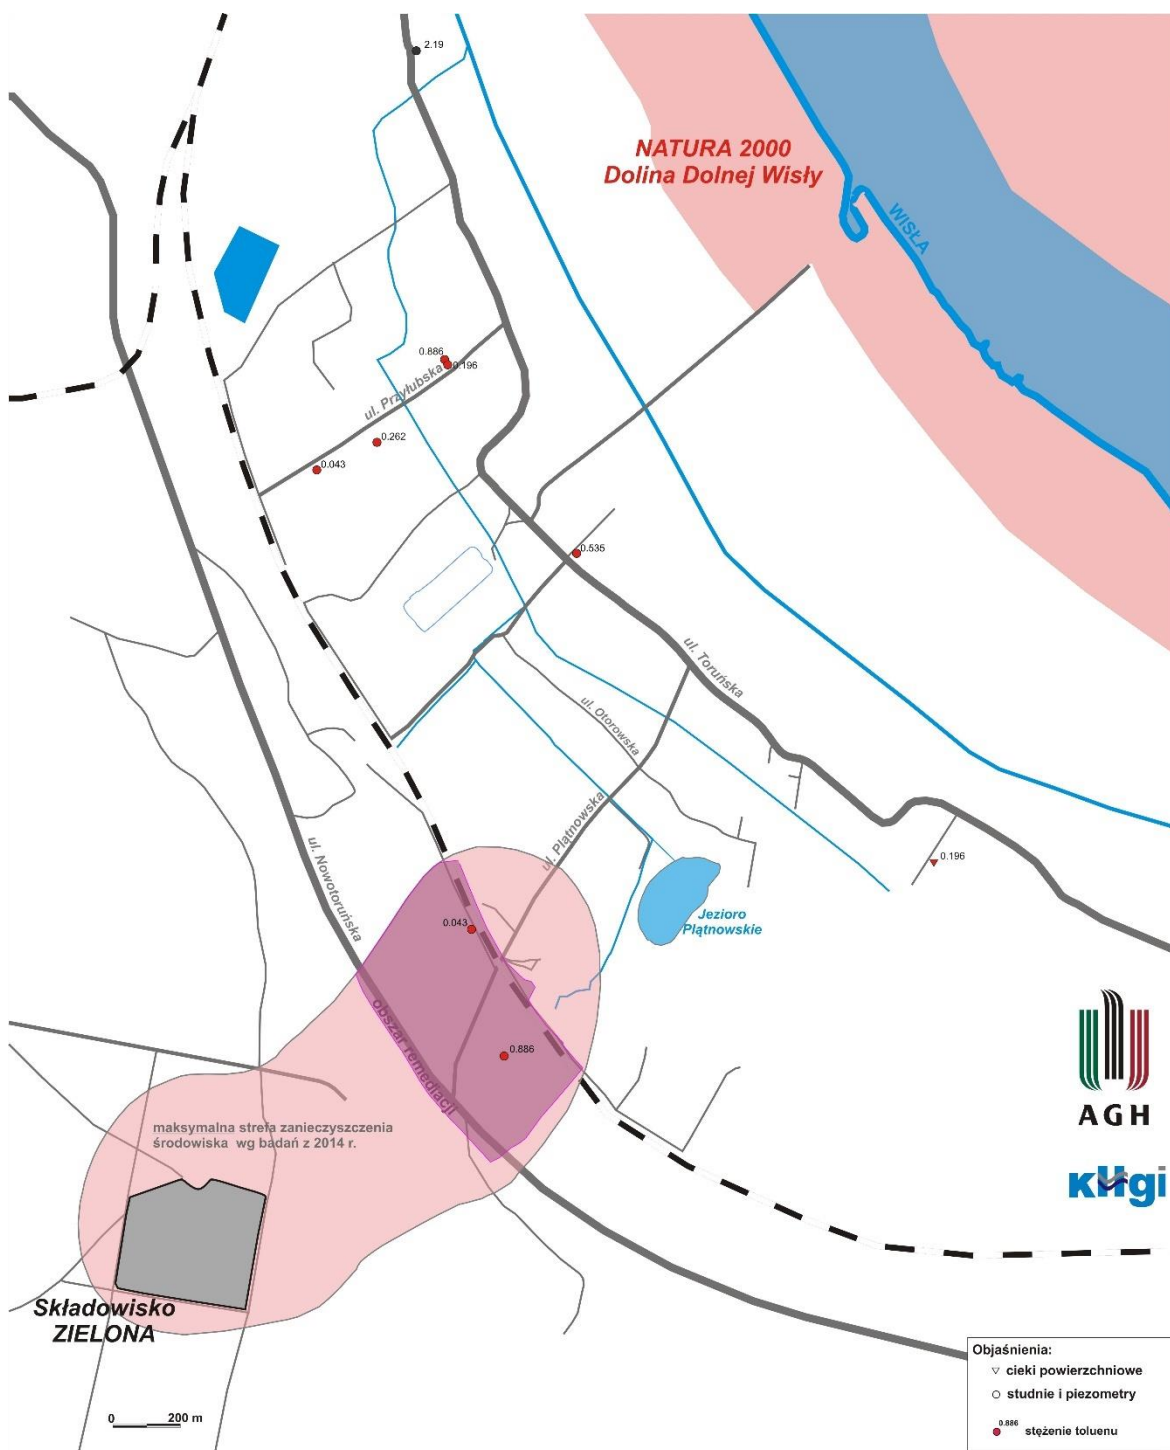 2.19
NATURA 2000
Dolina Dolnej Wisły
WISŁA
0.886
0.196
ul. Przyłubska
0.262
0.043
0.535
ul. Toruńska
ul. Otorowska
ul. Plątnowska
ul. Nowotoruńska
0.196
Jezioro
Plątnowskie
0.043
obszar remediacji
0.886
AGH
maksymalna strefa zanieczyszczenia
środowiska wg badań z 2014 r.
KHgi
Składowisko
ZIELONA
0 200 m
Objaśnienia:
cieki powierzchniowe
studnie i piezometry
0.886 stężenie toluenu